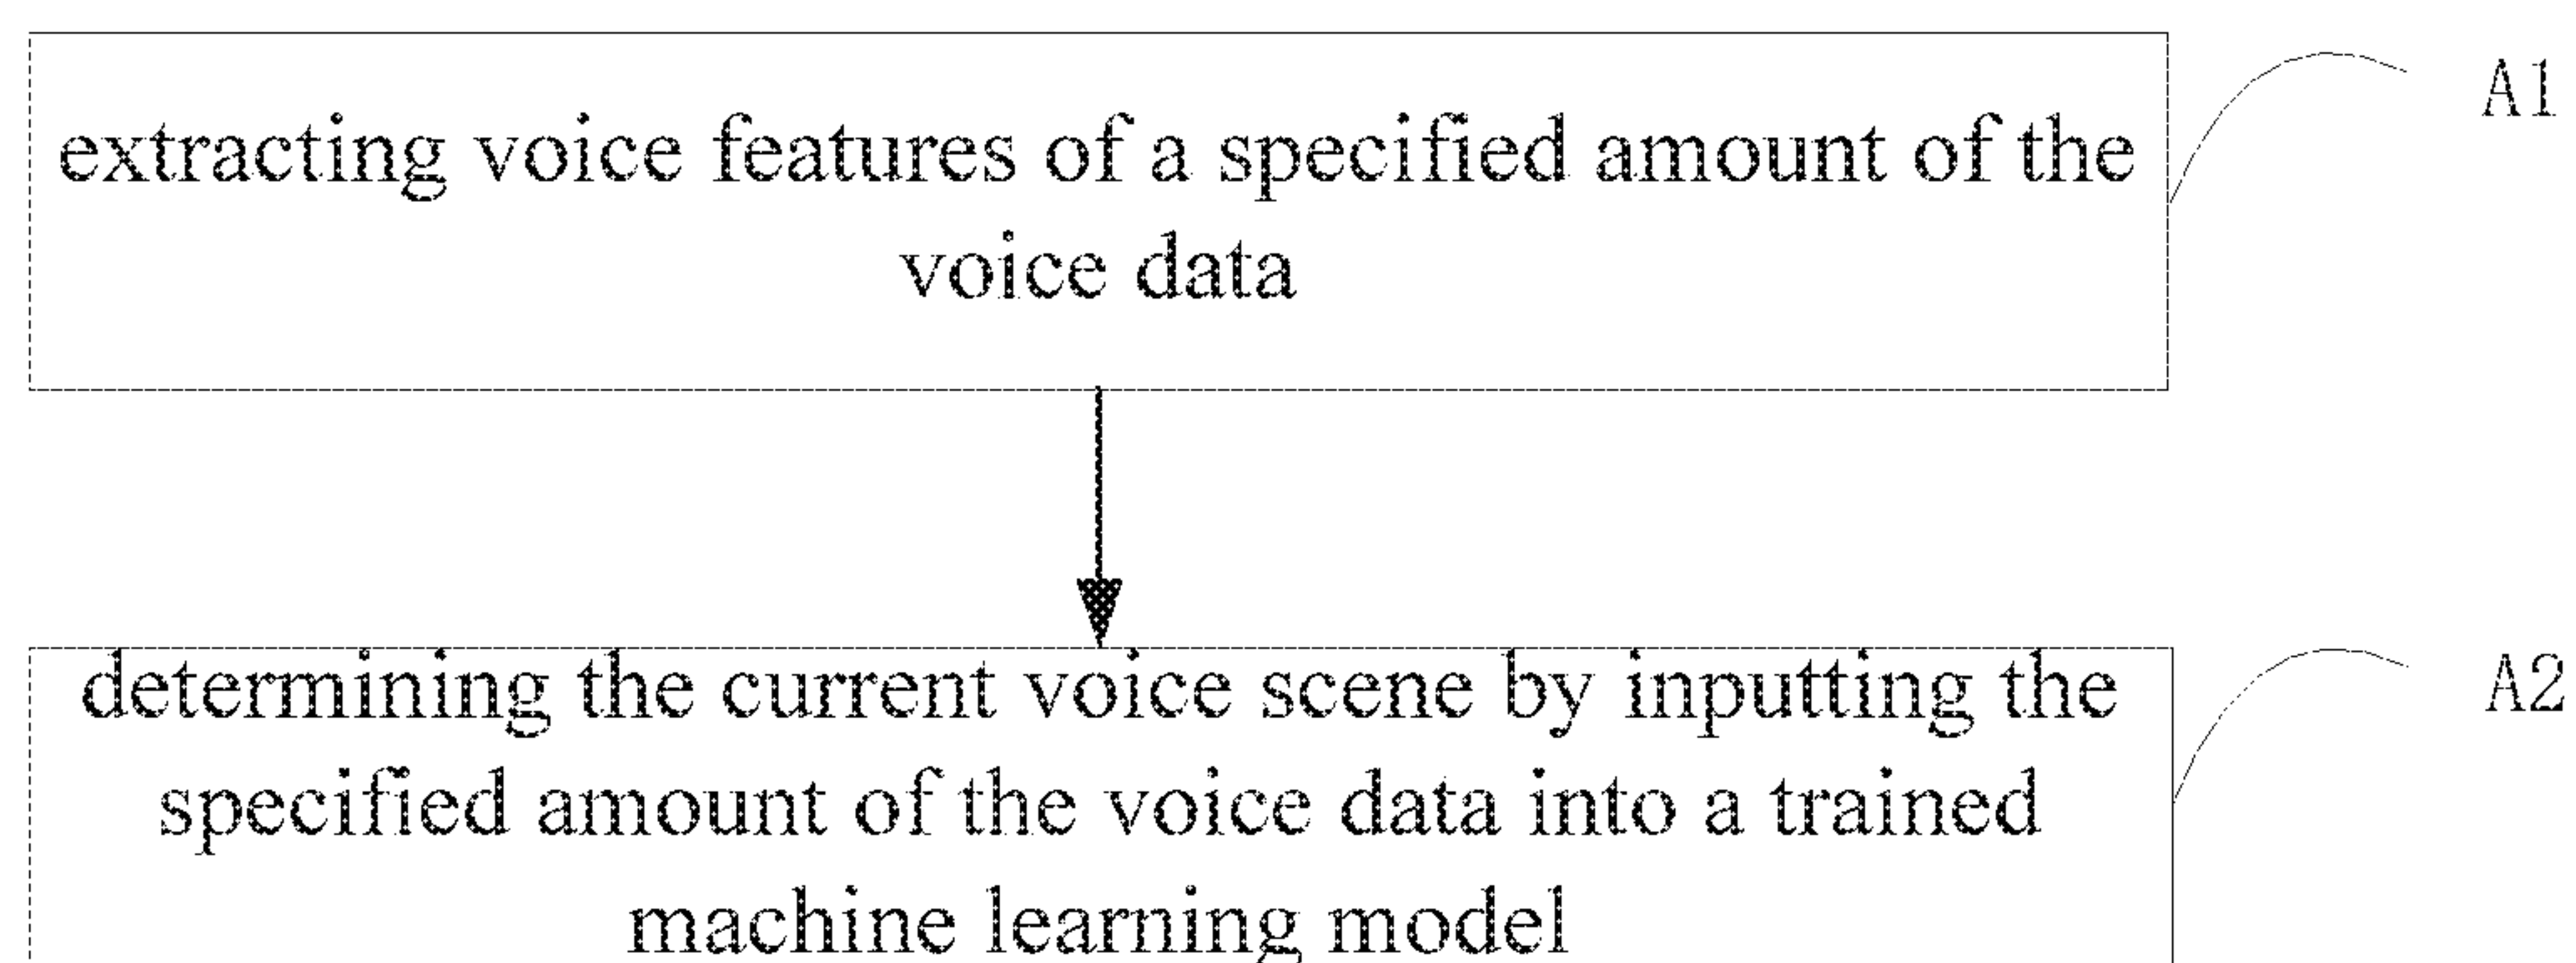 extracting voice features of a specified amount of the
voice data
A1
determining the current voice scene by inputting the
specified amount of the voice data into a trained
machine learning model
A2